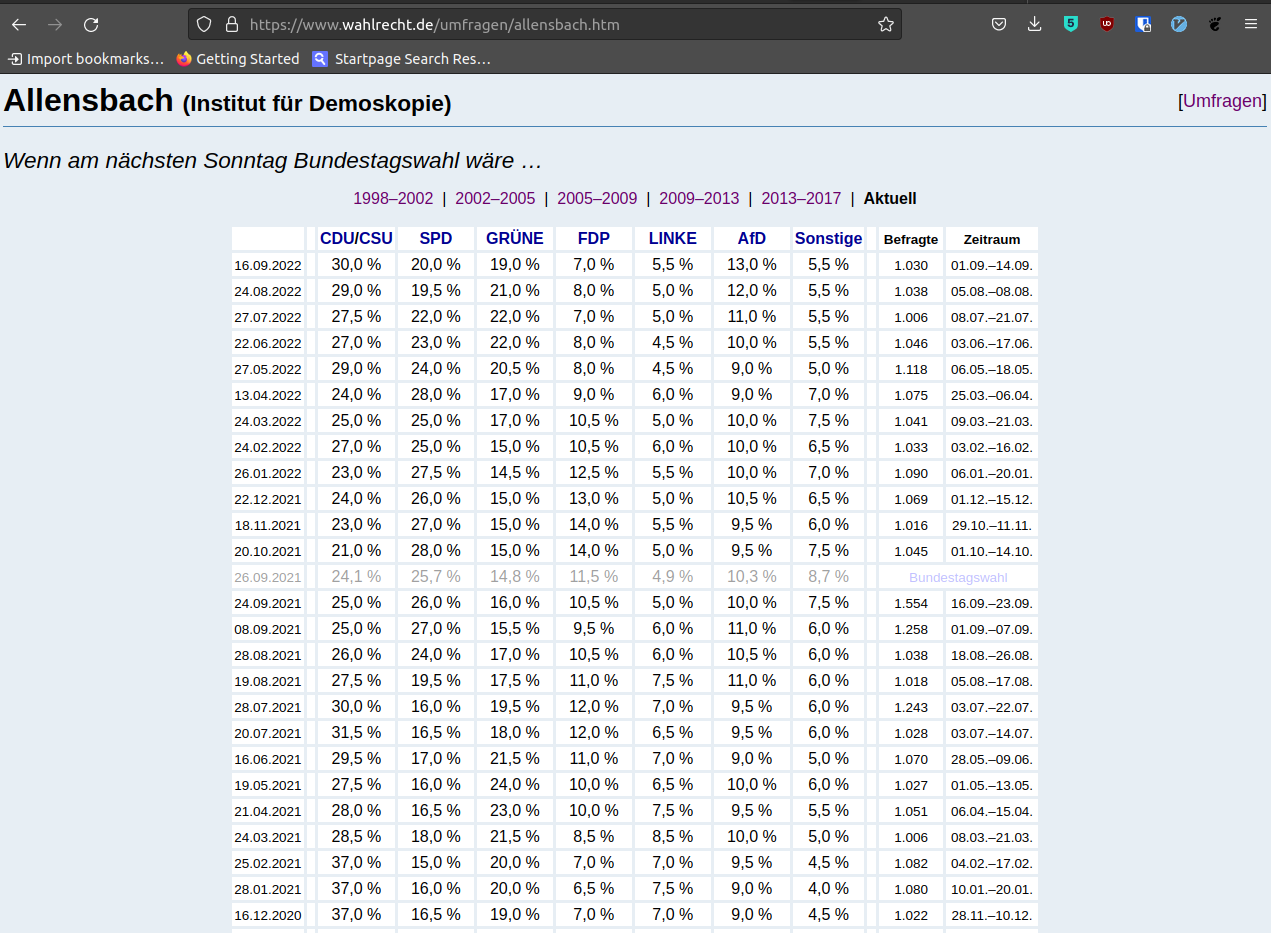 https://www.wahlrecht.de/umfragen/allensbach.htm
5
Import bookmarks… Getting Started Startpage Search Res…
Allensbach (Institut für Demoskopie) [Umfragen]
Wenn am nächsten Sonntag Bundestagswahl wäre …
1998–2002 | 2002–2005 | 2005–2009 | 2009–2013 | 2013–2017 | Aktuell
CDU/CSU SPD GRÜNE FDP LINKE AfD Sonstige Befragte Zeitraum
16.09.2022 30,0 % 20,0 % 19,0 % 7,0 % 5,5 % 13,0 % 5,5 % 1.030 01.09.–14.09.
24.08.2022 29,0 % 19,5 % 21,0 % 8,0 % 5,0 % 12,0 % 5,5 % 1.038 05.08.–08.08.
27.07.2022 27,5 % 22,0 % 22,0 % 7,0 % 5,0 % 11,0 % 5,5 % 1.006 08.07.–21.07.
22.06.2022 27,0 % 23,0 % 22,0 % 8,0 % 4,5 % 10,0 % 5,5 % 1.046 03.06.–17.06.
27.05.2022 29,0 % 24,0 % 20,5 % 8,0 % 4,5 % 9,0 % 5,0 % 1.118 06.05.–18.05.
13.04.2022 24,0 % 28,0 % 17,0 % 9,0 % 6,0 % 9,0 % 7,0 % 1.075 25.03.–06.04.
24.03.2022 25,0 % 25,0 % 17,0 % 10,5 % 5,0 % 10,0 % 7,5 % 1.041 09.03.–21.03.
24.02.2022 27,0 % 25,0 % 15,0 % 10,5 % 6,0 % 10,0 % 6,5 % 1.033 03.02.–16.02.
26.01.2022 23,0 % 27,5 % 14,5 % 12,5 % 5,5 % 10,0 % 7,0 % 1.090 06.01.–20.01.
22.12.2021 24,0 % 26,0 % 15,0 % 13,0 % 5,0 % 10,5 % 6,5 % 1.069 01.12.–15.12.
18.11.2021 23,0 % 27,0 % 15,0 % 14,0 % 5,5 % 9,5 % 6,0 % 1.016 29.10.–11.11.
20.10.2021 21,0 % 28,0 % 15,0 % 14,0 % 5,0 % 9,5 % 7,5 % 1.045 01.10.–14.10.
26.09.2021 24,1 % 25,7 % 14,8 % 11,5 % 4,9 % 10,3 % 8,7 % Bundestagswahl
24.09.2021 25,0 % 26,0 % 16,0 % 10,5 % 5,0 % 10,0 % 7,5 % 1.554 16.09.–23.09.
08.09.2021 25,0 % 27,0 % 15,5 % 9,5 % 6,0 % 11,0 % 6,0 % 1.258 01.09.–07.09.
28.08.2021 26,0 % 24,0 % 17,0 % 10,5 % 6,0 % 10,5 % 6,0 % 1.038 18.08.–26.08.
19.08.2021 27,5 % 19,5 % 17,5 % 11,0 % 7,5 % 11,0 % 6,0 % 1.018 05.08.–17.08.
28.07.2021 30,0 % 16,0 % 19,5 % 12,0 % 7,0 % 9,5 % 6,0 % 1.243 03.07.–22.07.
20.07.2021 31,5 % 16,5 % 18,0 % 12,0 % 6,5 % 9,5 % 6,0 % 1.028 03.07.–14.07.
16.06.2021 29,5 % 17,0 % 21,5 % 11,0 % 7,0 % 9,0 % 5,0 % 1.070 28.05.–09.06.
19.05.2021 27,5 % 16,0 % 24,0 % 10,0 % 6,5 % 10,0 % 6,0 % 1.027 01.05.–13.05.
21.04.2021 28,0 % 16,5 % 23,0 % 10,0 % 7,5 % 9,5 % 5,5 % 1.051 06.04.–15.04.
24.03.2021 28,5 % 18,0 % 21,5 % 8,5 % 8,5 % 10,0 % 5,0 % 1.006 08.03.–21.03.
25.02.2021 37,0 % 15,0 % 20,0 % 7,0 % 7,0 % 9,5 % 4,5 % 1.082 04.02.–17.02.
28.01.2021 37,0 % 16,0 % 20,0 % 6,5 % 7,5 % 9,0 % 4,0 % 1.080 10.01.–20.01.
16.12.2020 37,0 % 16,5 % 19,0 % 7,0 % 7,0 % 9,0 % 4,5 % 1.022 28.11.–10.12.